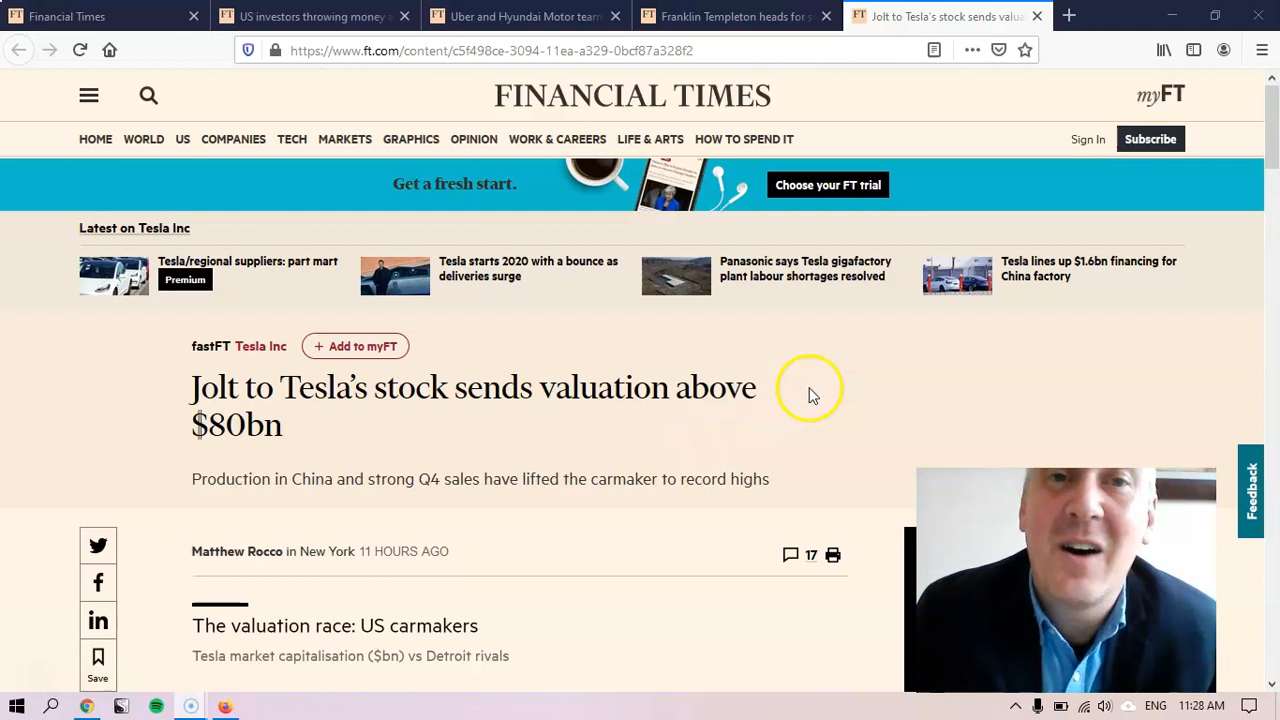 Financial Times
US investors throwing money a
Uber and Hyundai Motor team
Franklin Templeton heads for s
Jolt to Tesla's stock sends valua
https://www.ft.com/content/c5f498ce-3094-11ea-a329-0bcf87a328f2
FINANCIAL TIMES
myFT
HOME WORLD US COMPANIES TECH MARKETS GRAPHICS OPINION WORK & CAREERS LIFE & ARTS HOW TO SPEND IT
Sign In Subscribe
Get a fresh start.
Choose your FT trial
Latest on Tesla Inc
Tesla/regional suppliers: part mart
Premium
Tesla starts 2020 with a bounce as
deliveries surge
Panasonic says Tesla gigafactory
plant labour shortages resolved
Tesla lines up $1.6bn financing for
China factory
fastFT Tesla Inc + Add to myFT
Jolt to Tesla’s stock sends valuation above
$80bn
Production in China and strong Q4 sales have lifted the carmaker to record highs
Feedback
Matthew Rocco in New York 11 HOURS AGO
17
The valuation race: US carmakers
Tesla market capitalisation ($bn) vs Detroit rivals
Save
ENG 11:28 AM